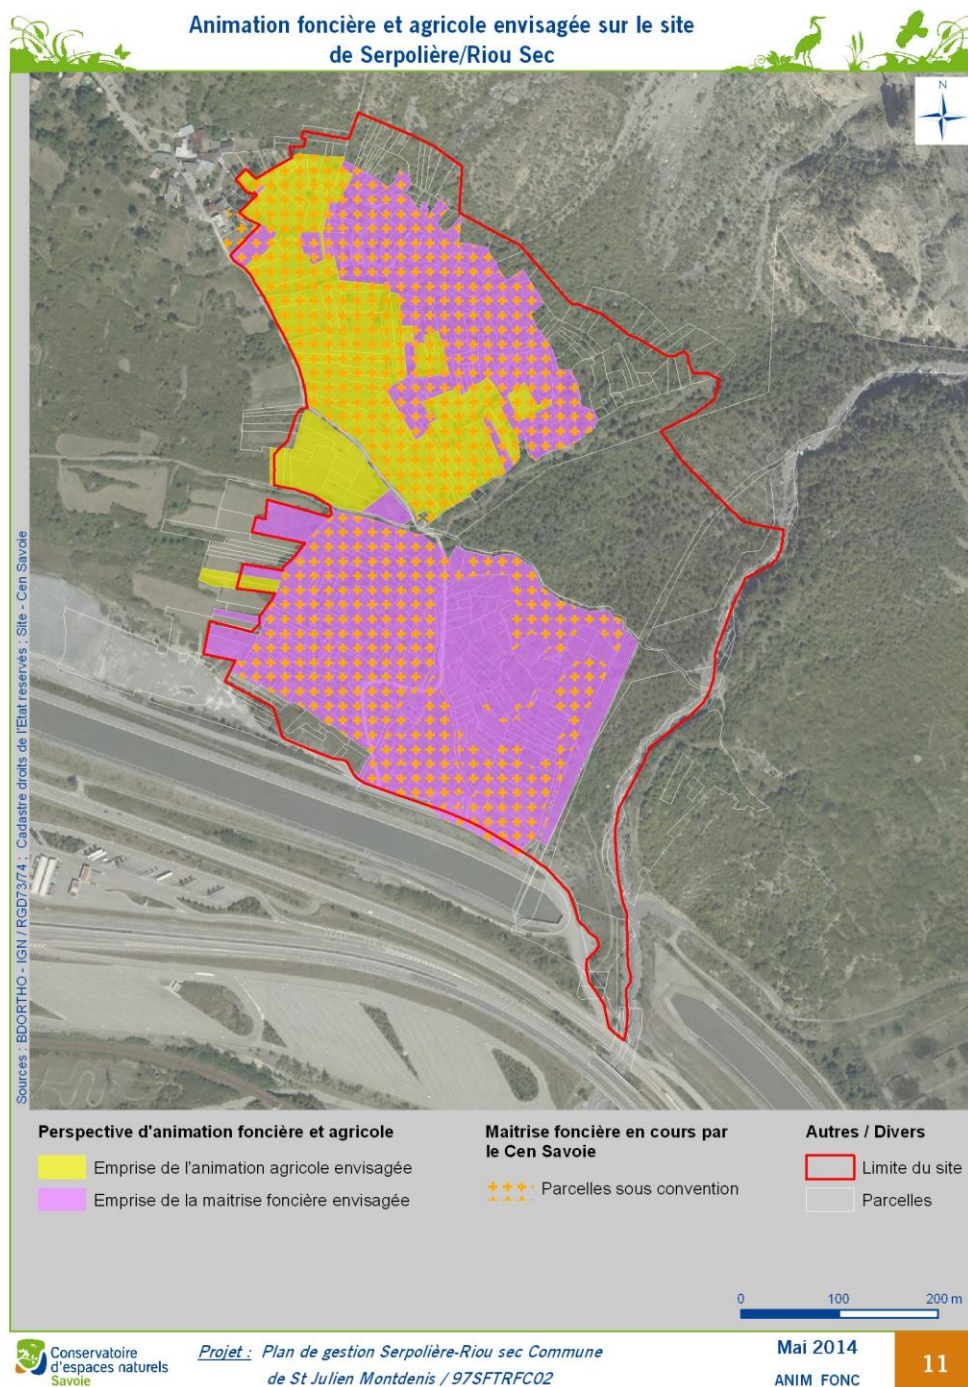 Animation foncière et agricole envisagée sur le site
de Serpolière/Riou Sec
N
Sources : BDORTHO - IGN / RGD73/74 ; Cadastre droits de l'Etat reservés ; Site - Cen Savoie
Perspective d'animation foncière et agricole
Emprise de l'animation agricole envisagée
Emprise de la maitrise foncière envisagée
Maitrise foncière en cours par
le Cen Savoie
Parcelles sous convention
Autres / Divers
Limite du site
Parcelles
0 100 200 m
Conservatoire
d'espaces naturels
Savoie
Projet : Plan de gestion Serpolière-Riou sec Commune
de St Julien Montdenis / 97SFTRFC02
Mai 2014
ANIM_FONC
11